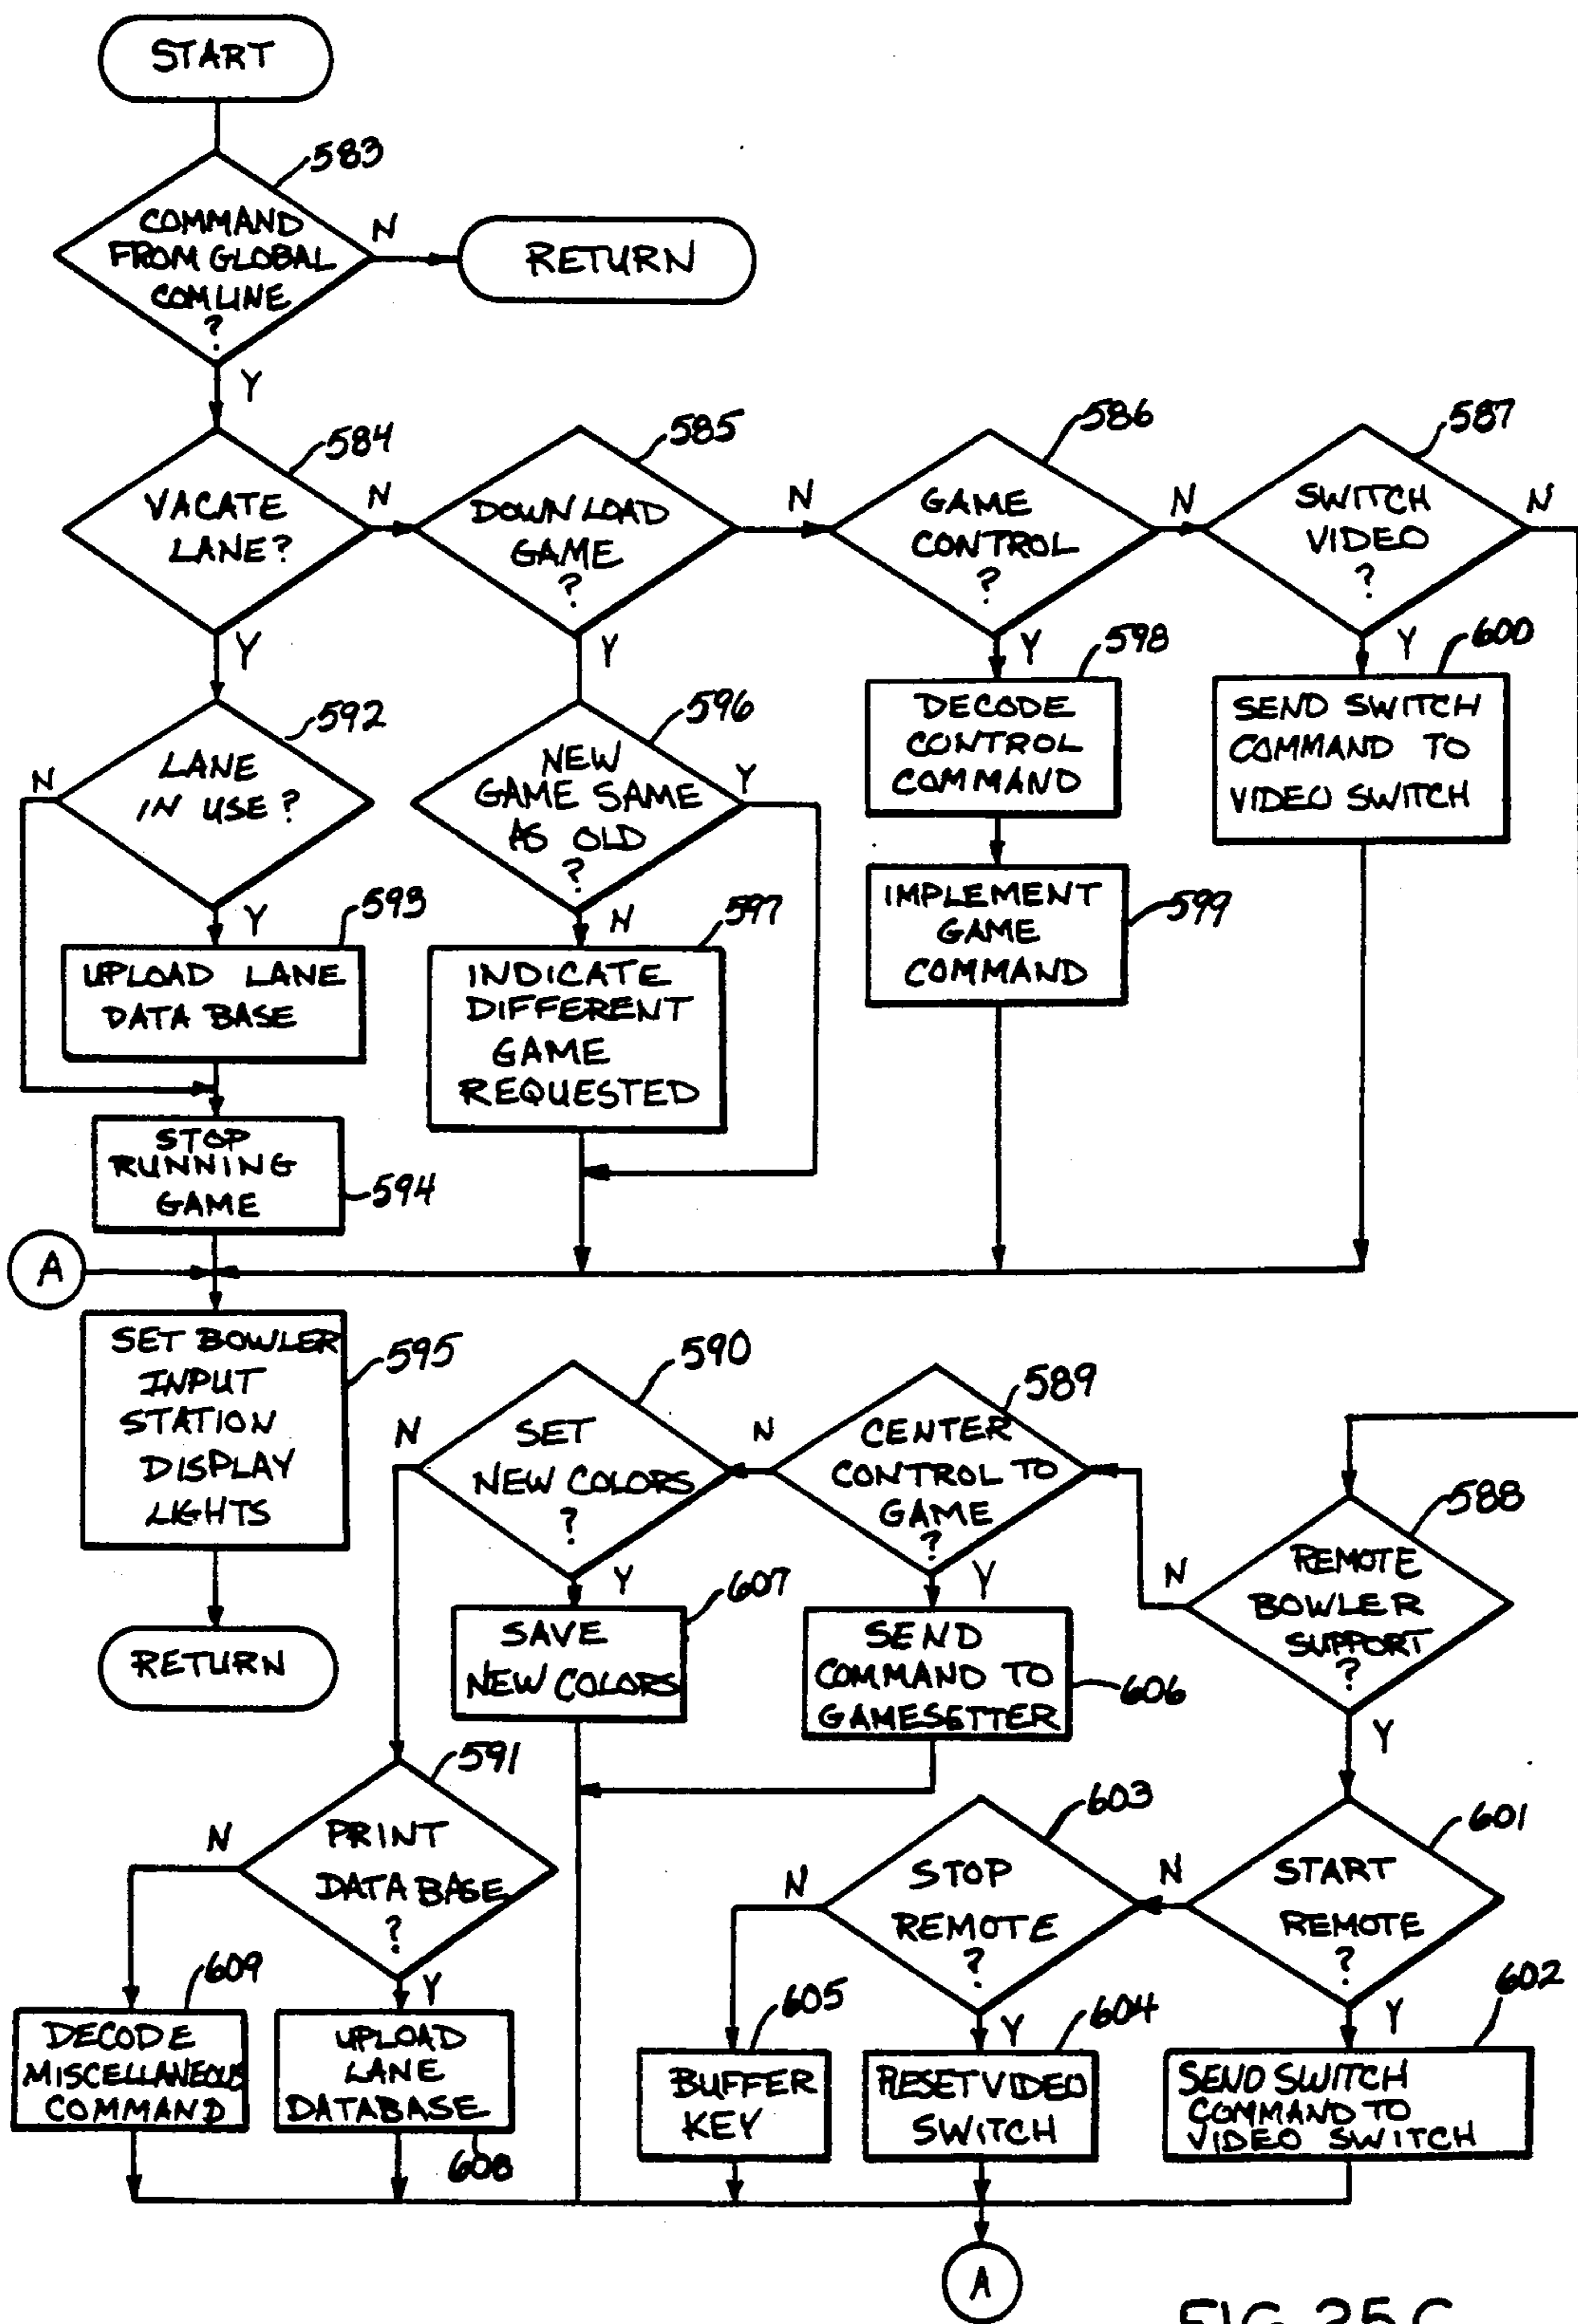 START
583
COMMAND
FROM GLOBAL
COMLINE
?
N
RETURN
Y
584
VACATE
LANE?
N
585
DOWNLOAD
GAME
?
N
586
GAME
CONTROL
?
N
587
SWITCH
VIDEO
?
N
Y
Y
Y
Y
592
LANE
IN USE?
N
Y
596
NEW
GAME SAME
AS OLD
?
Y
N
598
DECODE
CONTROL
COMMAND
600
SEND SWITCH
COMMAND TO
VIDEO SWITCH
593
UPLOAD LANE
DATA BASE
597
INDICATE
DIFFERENT
GAME
REQUESTED
IMPLEMENT
GAME
COMMAND
599
STOP
RUNNING
GAME
594
A
SET BOWLER
INPUT
STATION
DISPLAY
LIGHTS
595
RETURN
590
SET
NEW COLORS
?
N
Y
589
CENTER
CONTROL TO
GAME
?
N
Y
588
REMOTE
BOWLER
SUPPORT
?
N
Y
607
SAVE
NEW COLORS
SEND
COMMAND TO
GAMESETTER
606
591
PRINT
DATA BASE
?
N
Y
603
STOP
REMOTE
?
N
Y
601
START
REMOTE
?
N
Y
609
DECODE
MISCELLANEOUS
COMMAND
UPLOAD
LANE
DATABASE
608
605
BUFFER
KEY
604
RESET VIDEO
SWITCH
602
SEND SWITCH
COMMAND TO
VIDEO SWITCH
A
FIG. 25C